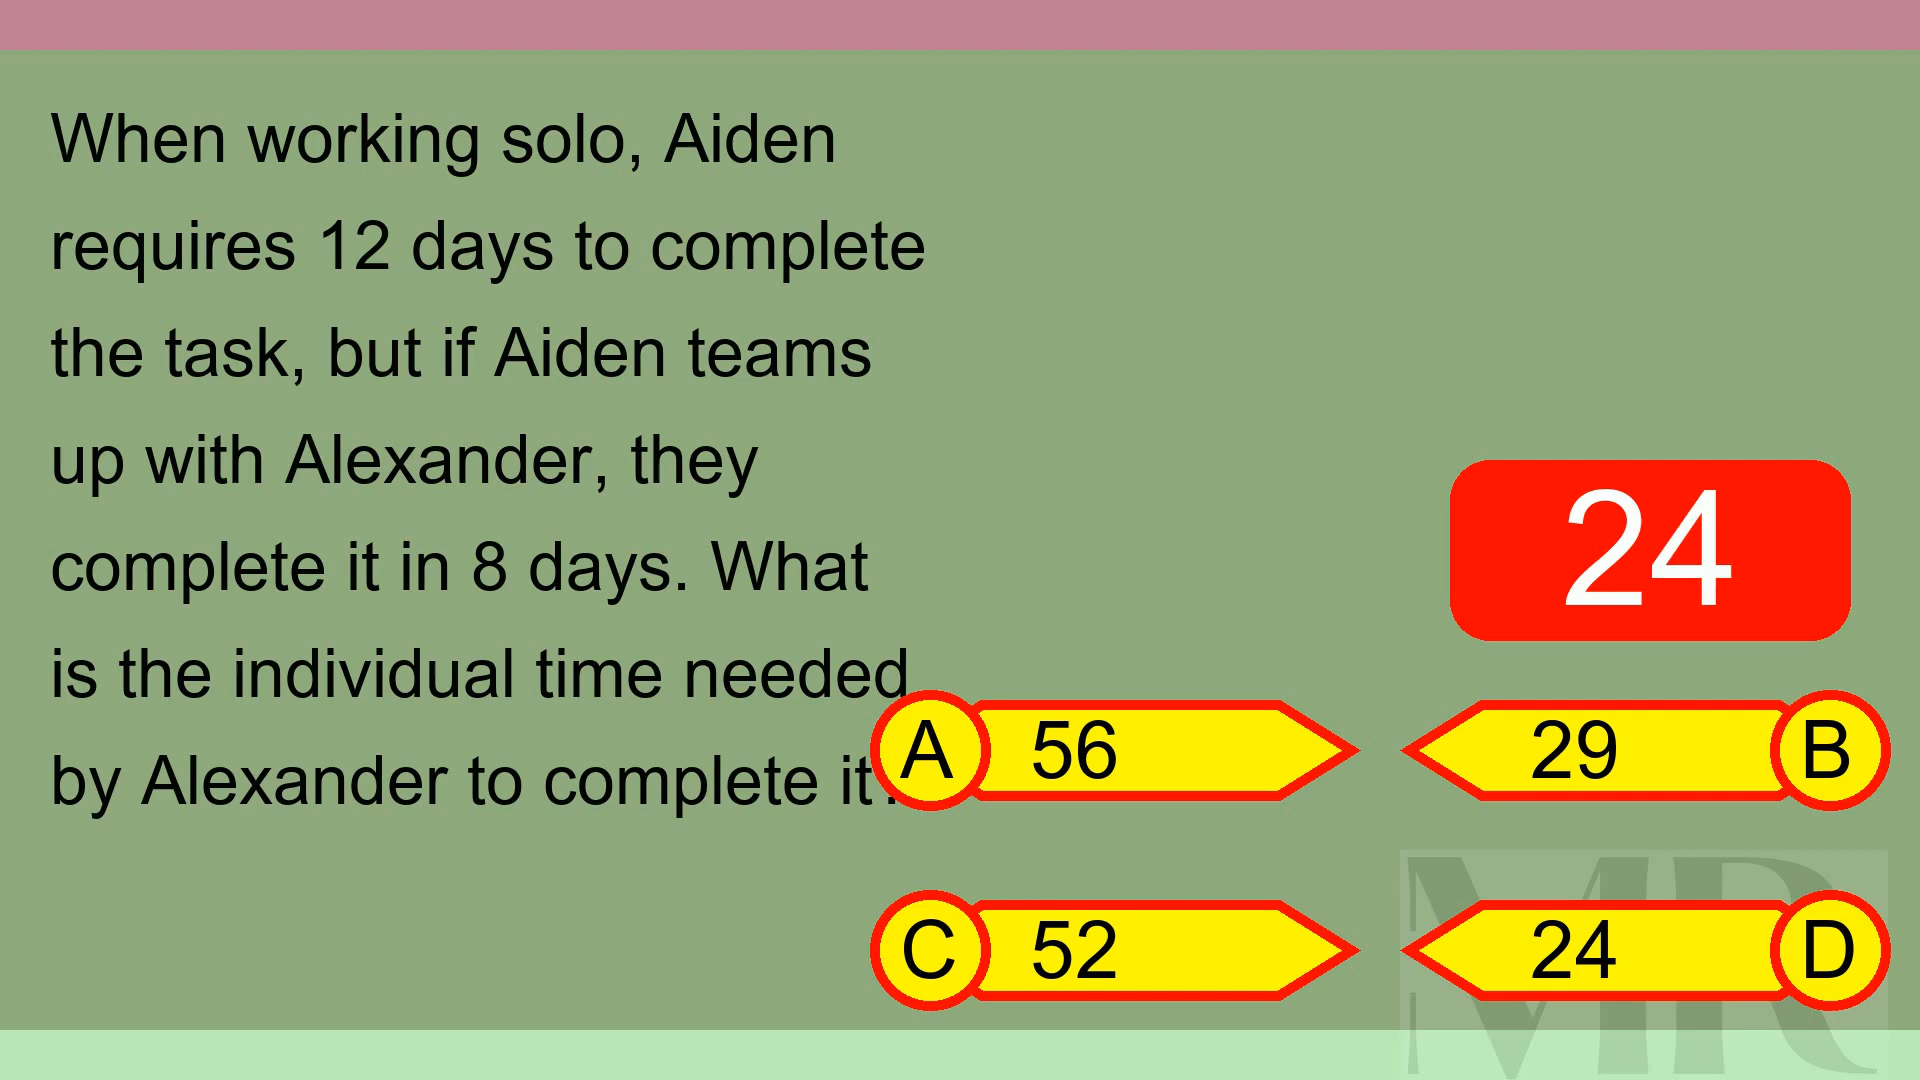 When working solo, Aiden
requires 12 days to complete
the task, but if Aiden teams
up with Alexander, they
complete it in 8 days. What
is the individual time needed
by Alexander to complete it?
24
A 56
29 B
C 52
24 D
MR